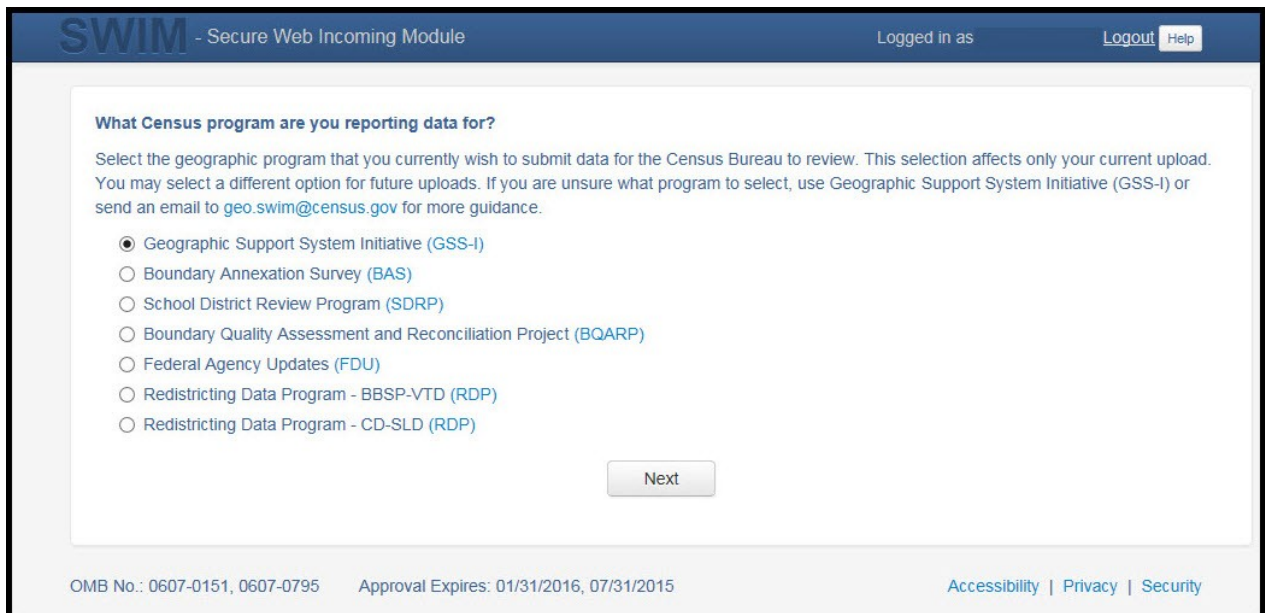 SWIM - Secure Web Incoming Module Logged in as Logout Help
What Census program are you reporting data for?
Select the geographic program that you currently wish to submit data for the Census Bureau to review. This selection affects only your current upload.
You may select a different option for future uploads. If you are unsure what program to select, use Geographic Support System Initiative (GSS-I) or
send an email to geo.swim@census.gov for more guidance.
Geographic Support System Initiative (GSS-I)
Boundary Annexation Survey (BAS)
School District Review Program (SDRP)
Boundary Quality Assessment and Reconciliation Project (BQARP)
Federal Agency Updates (FDU)
Redistricting Data Program - BBSP-VTD (RDP)
Redistricting Data Program - CD-SLD (RDP)
Next
OMB No.: 0607-0151, 0607-0795 Approval Expires: 01/31/2016, 07/31/2015 Accessibility | Privacy | Security